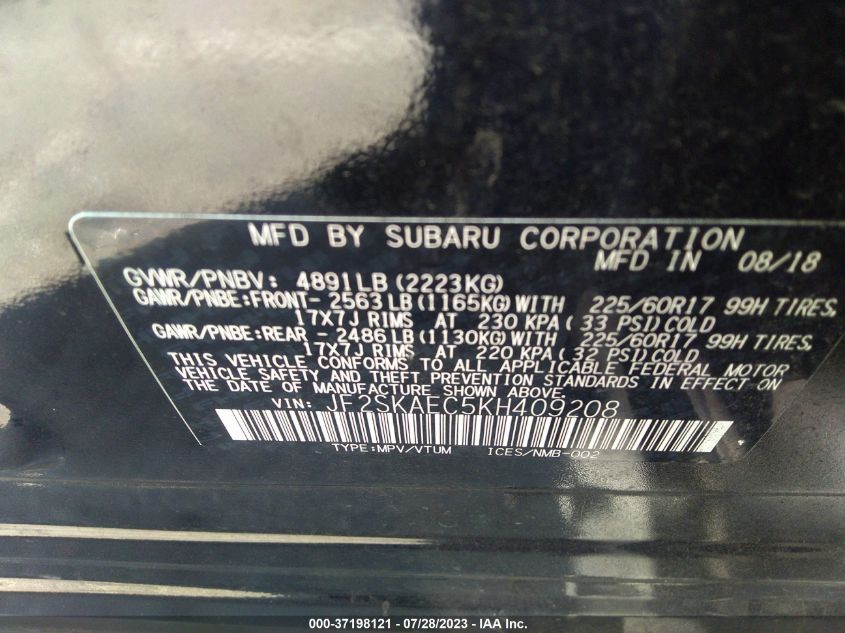 MFD BY SUBARU CORPORATION
MFD IN 08/18
GVWR/PNBV: 4891LB (2223KG)
GAWR/PNBE:FRONT- 2563 LB (1165KG) WITH 225/60R17 99H TIRES,
17X7J RIMS AT 230 KPA ( 33 PSI) COLD
GAWR/PNBE:REAR - 2486 LB (1130KG) WITH 225/60R17 99H TIRES,
17X7J RIMS AT 220 KPA ( 32 PSI) COLD
THIS VEHICLE CONFORMS TO ALL APPLICABLE FEDERAL MOTOR
VEHICLE SAFETY AND THEFT PREVENTION STANDARDS IN EFFECT ON
THE DATE OF MANUFACTURE SHOWN ABOVE.
VIN: JF2SKAEC5KH409208
TYPE:MPV/VTUM ICES/NMB-002
000-37198121 - 07/28/2023 - IAA Inc.